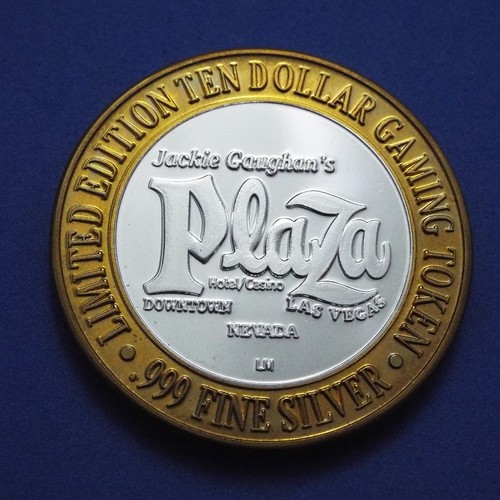 LIMITED EDITION TEN DOLLAR GAMING TOKEN
Jackie Gaughan's
Plaza
Hotel/Casino
DOWNTOWN LAS VEGAS
NEVADA
LM
.999 FINE SILVER